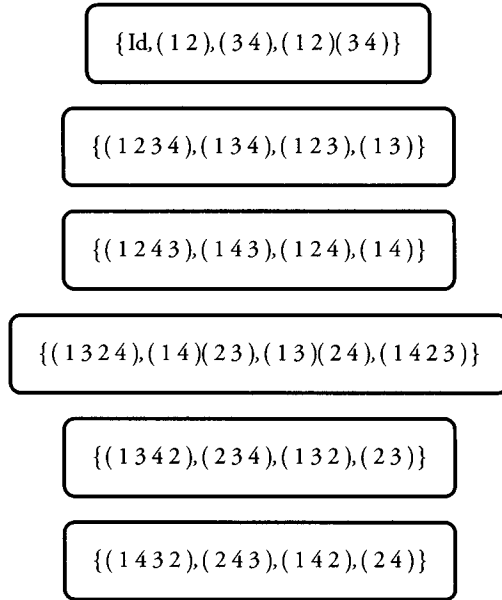 {Id,(1 2),(3 4),(1 2)(3 4)}
{(1 2 3 4),(1 3 4),(1 2 3),(1 3)}
{(1 2 4 3),(1 4 3),(1 2 4),(1 4)}
{(1 3 2 4),(1 4)(2 3),(1 3)(2 4),(1 4 2 3)}
{(1 3 4 2),(2 3 4),(1 3 2),(2 3)}
{(1 4 3 2),(2 4 3),(1 4 2),(2 4)}